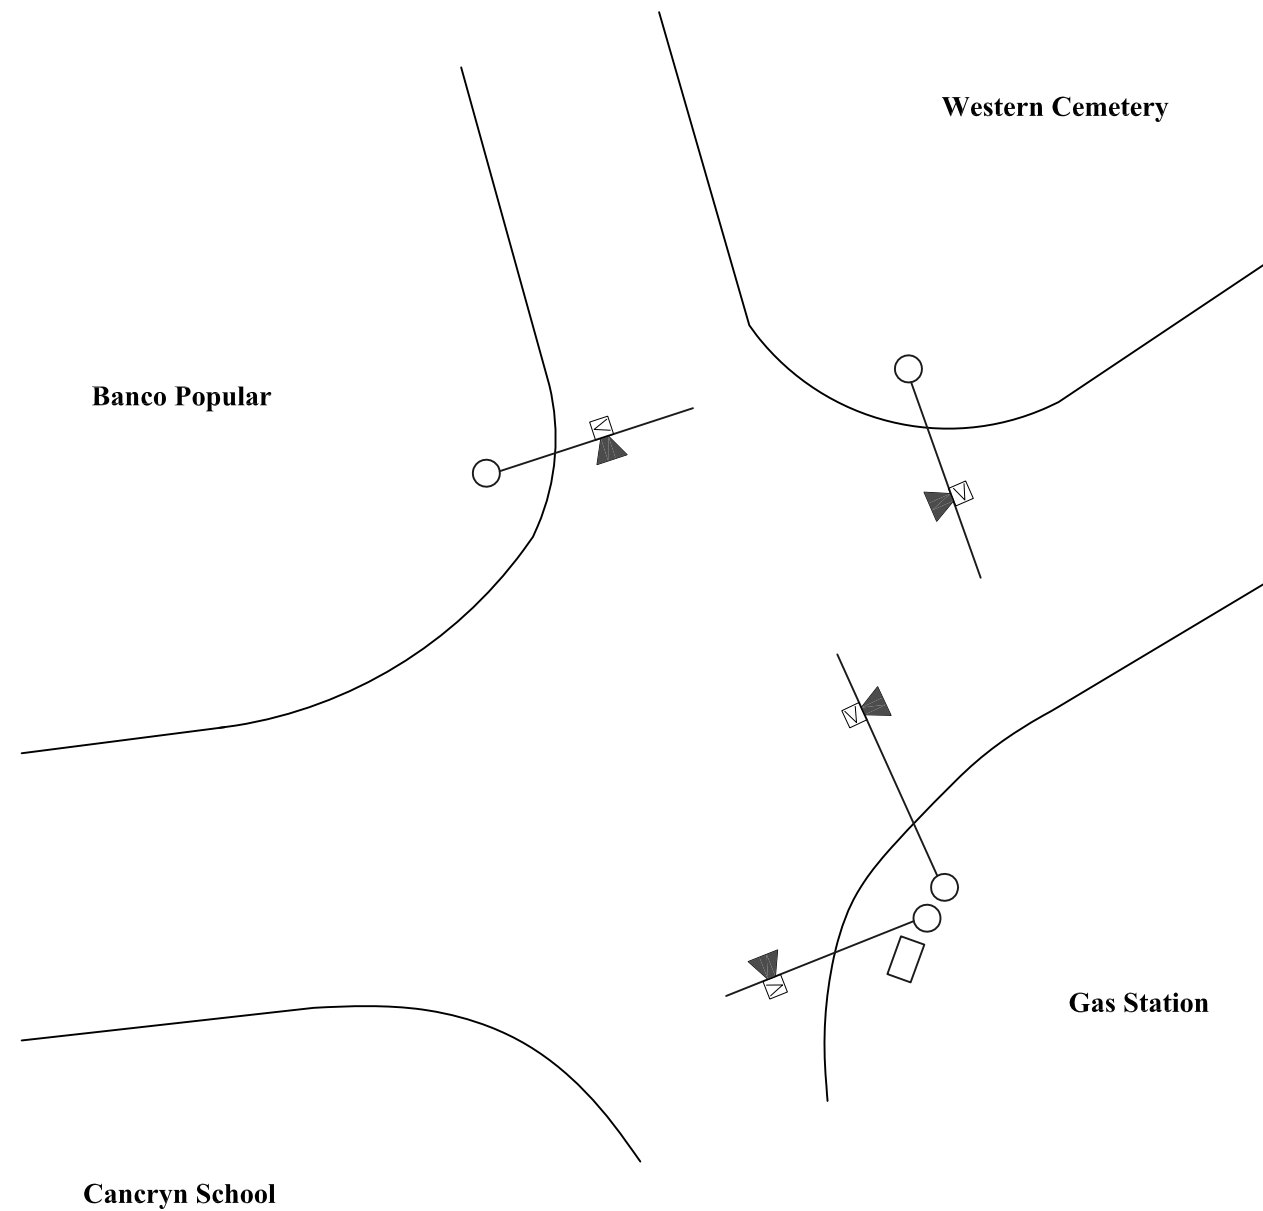 Western Cemetery
Banco Popular
V
V
V
V
Gas Station
Cancryn School